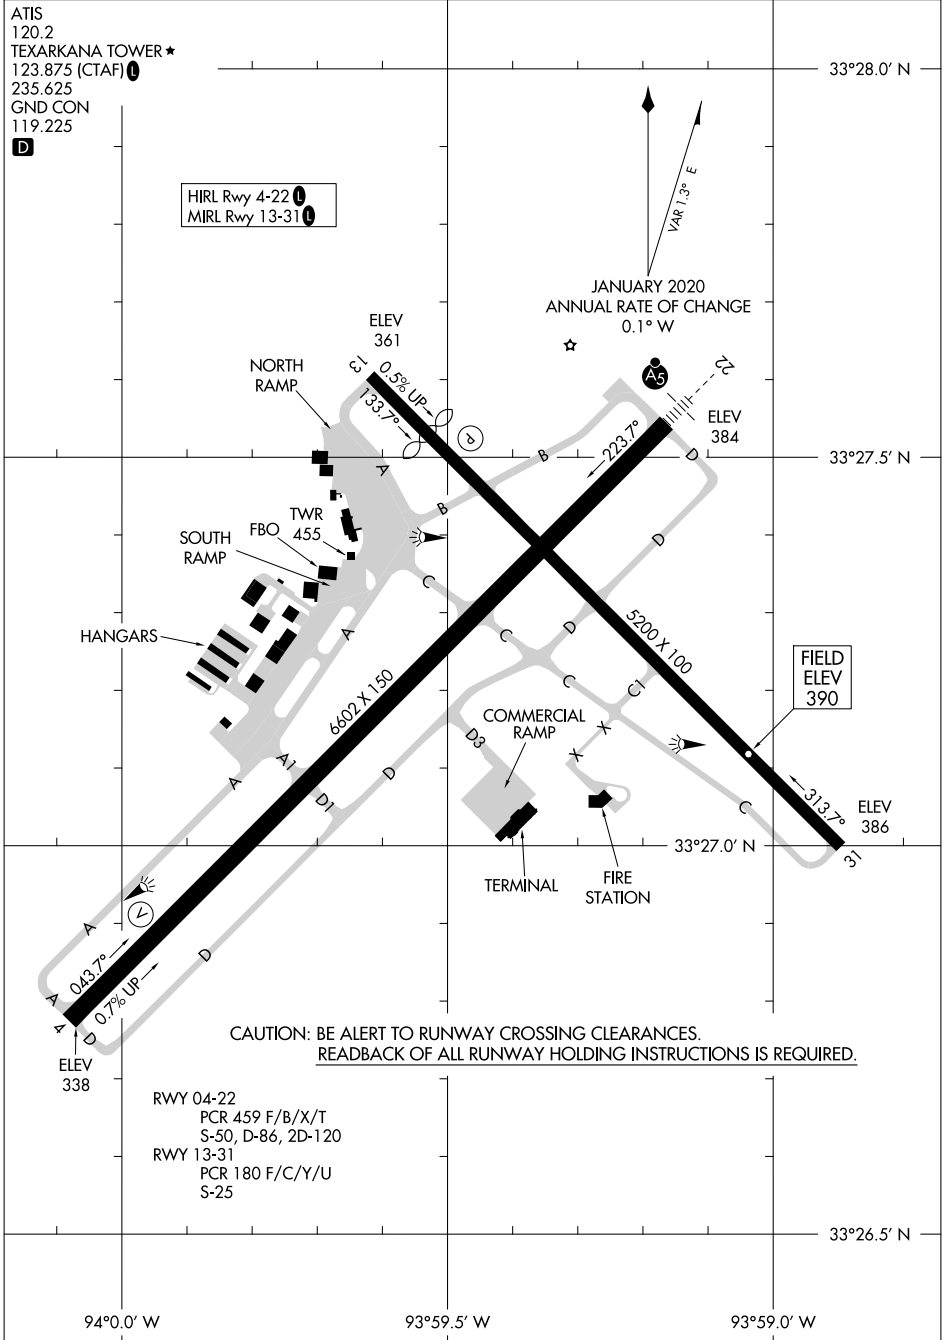 ATIS
120.2
TEXARKANA TOWER ★
123.875 (CTAF) L
235.625
GND CON
119.225
D
33°28.0' N
HIRL Rwy 4-22 L
MIRL Rwy 13-31 L
VAR 1.3° E
JANUARY 2020
ANNUAL RATE OF CHANGE
0.1° W
ELEV
361
13
0.5% UP
133.7°
NORTH
RAMP
A5
22
ELEV
384
P
223.7°
33°27.5' N
A
B
B
D
TWR
455
FBO
SOUTH
RAMP
D
C
HANGARS
A
C
D
5200 X 100
6602 X 150
C
C1
FIELD
ELEV
390
COMMERCIAL
RAMP
D3
X
X
A
A1
D1
D
C
313.7°
ELEV
386
31
33°27.0' N
TERMINAL
FIRE
STATION
V
A
D
043.7°
0.7% UP
A
4
D
ELEV
338
CAUTION: BE ALERT TO RUNWAY CROSSING CLEARANCES.
READBACK OF ALL RUNWAY HOLDING INSTRUCTIONS IS REQUIRED.
RWY 04-22
PCR 459 F/B/X/T
S-50, D-86, 2D-120
RWY 13-31
PCR 180 F/C/Y/U
S-25
33°26.5' N
94°0.0' W
93°59.5' W
93°59.0' W